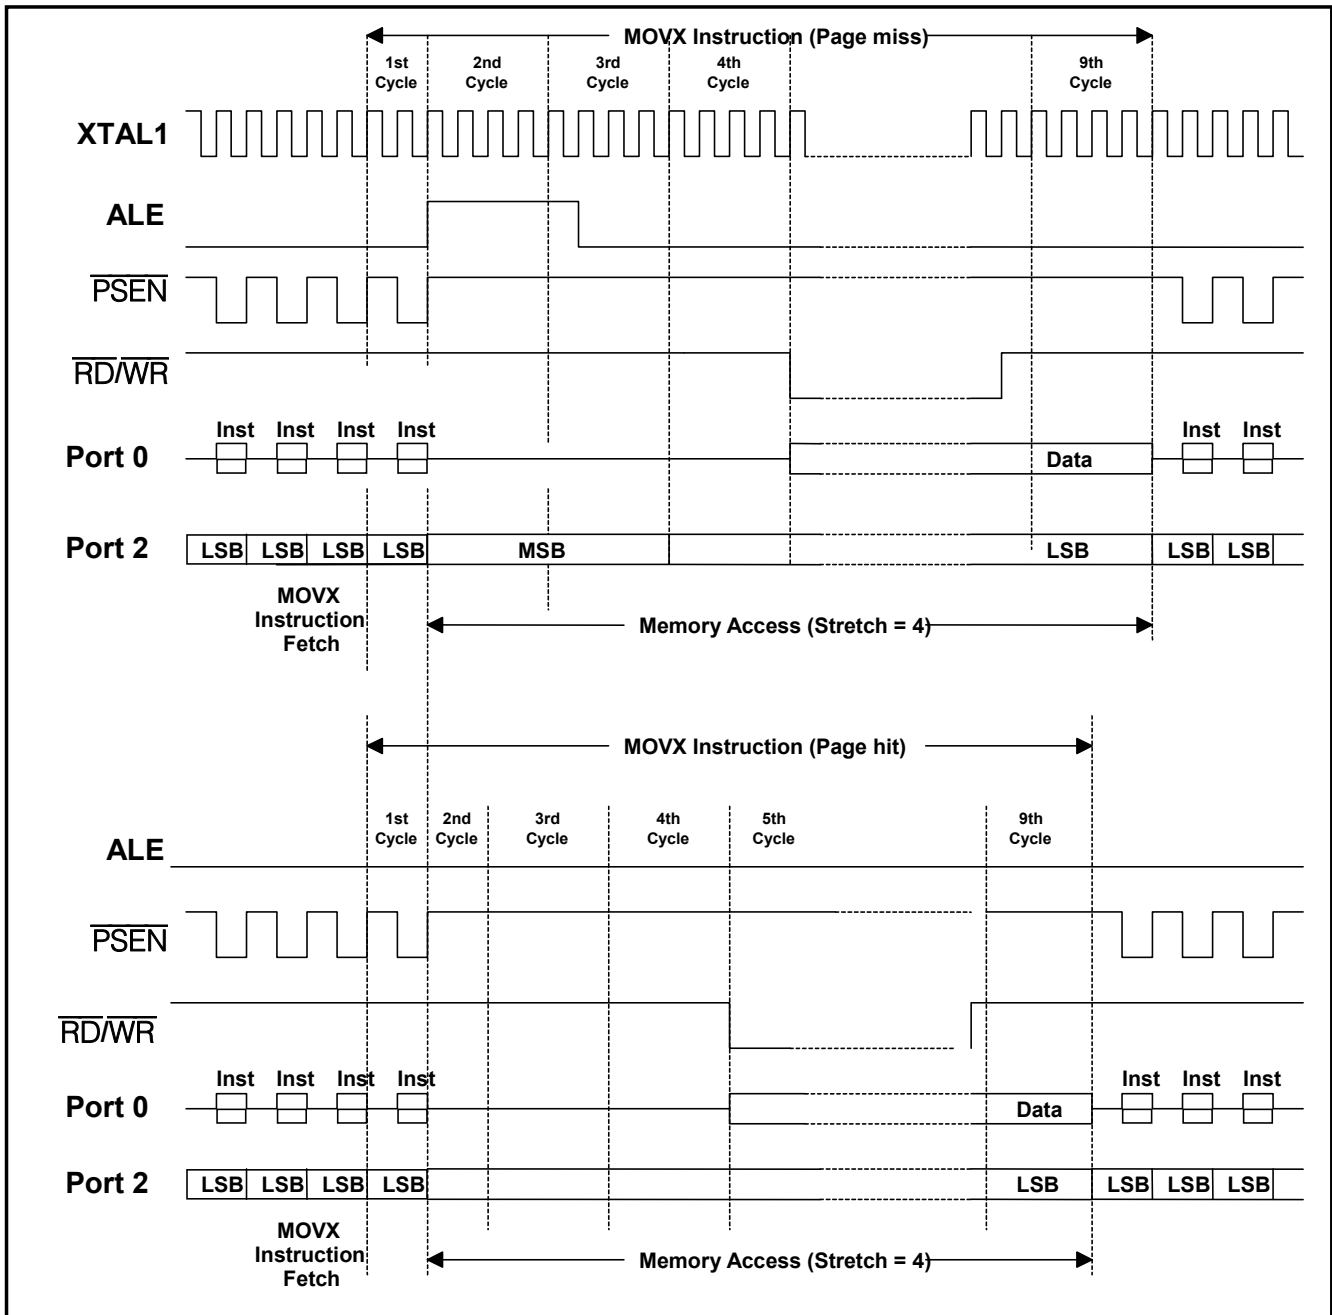 MOVX Instruction (Page miss)
1st 2nd 3rd 4th 9th
Cycle Cycle Cycle Cycle Cycle
XTAL1
ALE
PSEN
RD/WR
Inst Inst Inst Inst Inst Inst
Port 0 Data
Port 2 LSB LSB LSB LSB MSB LSB LSB LSB
MOVX
Instruction
Fetch
Memory Access (Stretch = 4)
MOVX Instruction (Page hit)
1st 2nd 3rd 4th 5th 9th
Cycle Cycle Cycle Cycle Cycle Cycle
ALE
PSEN
RD/WR
Inst Inst Inst Inst Inst Inst Inst
Port 0 Data
Port 2 LSB LSB LSB LSB LSB LSB LSB LSB
MOVX
Instruction
Fetch
Memory Access (Stretch = 4)